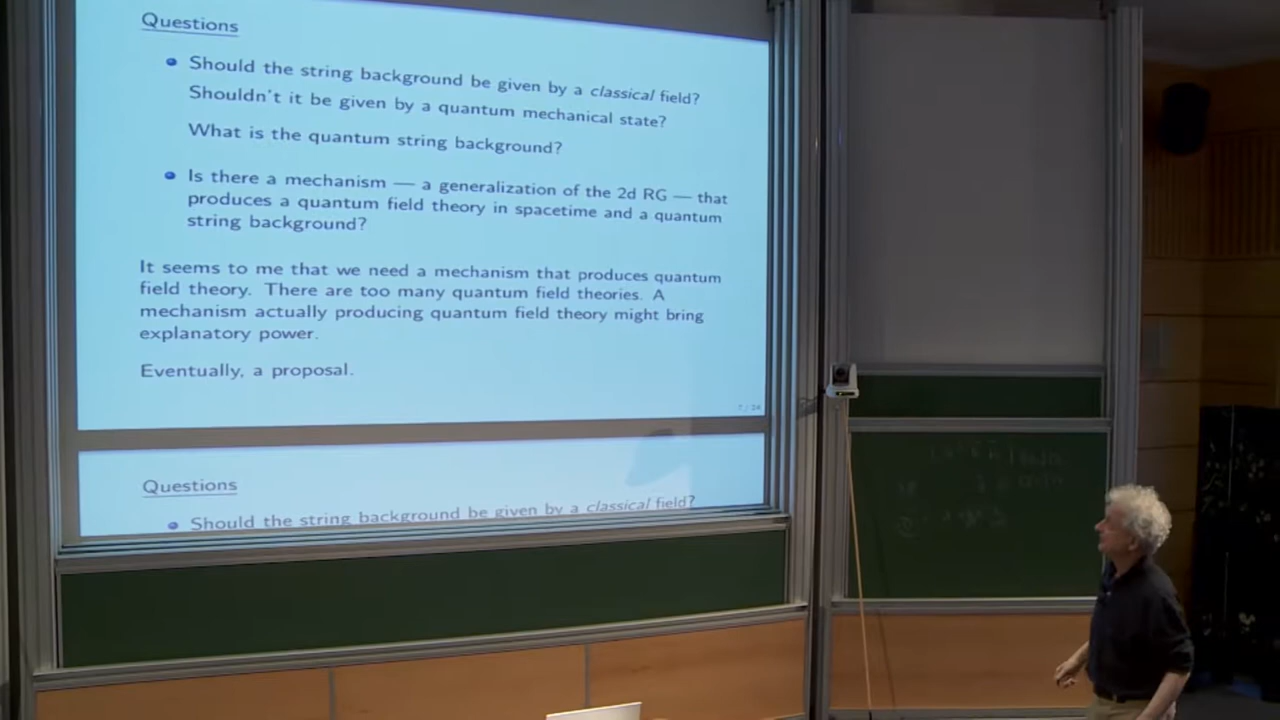 Questions
Should the string background be given by a classical field?
Shouldn't it be given by a quantum mechanical state?
What is the quantum string background?
Is there a mechanism — a generalization of the 2d RG — that
produces a quantum field theory in spacetime and a quantum
string background?
It seems to me that we need a mechanism that produces quantum
field theory. There are too many quantum field theories. A
mechanism actually producing quantum field theory might bring
explanatory power.
Eventually, a proposal.
7 / 24
Questions
Should the string background be given by a classical field?